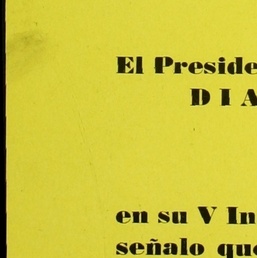 El Preside
D I A
en su V In
señalo que